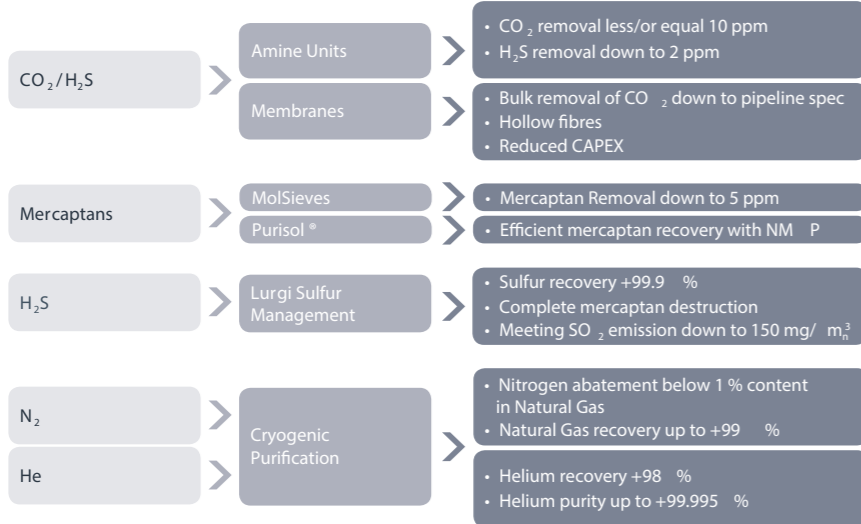 CO₂/H₂S
Amine Units
• CO₂ removal less/or equal 10 ppm
• H₂S removal down to 2 ppm
Membranes
• Bulk removal of CO₂ down to pipeline spec
• Hollow fibres
• Reduced CAPEX
Mercaptans
MolSieves
• Mercaptan Removal down to 5 ppm
Purisol ®
• Efficient mercaptan recovery with NM P
H₂S
Lurgi Sulfur
Management
• Sulfur recovery +99.9 %
• Complete mercaptan destruction
• Meeting SO₂ emission down to 150 mg/ mₙ³
N₂
He
Cryogenic
Purification
• Nitrogen abatement below 1 % content
in Natural Gas
• Natural Gas recovery up to +99 %
• Helium recovery +98 %
• Helium purity up to +99.995 %